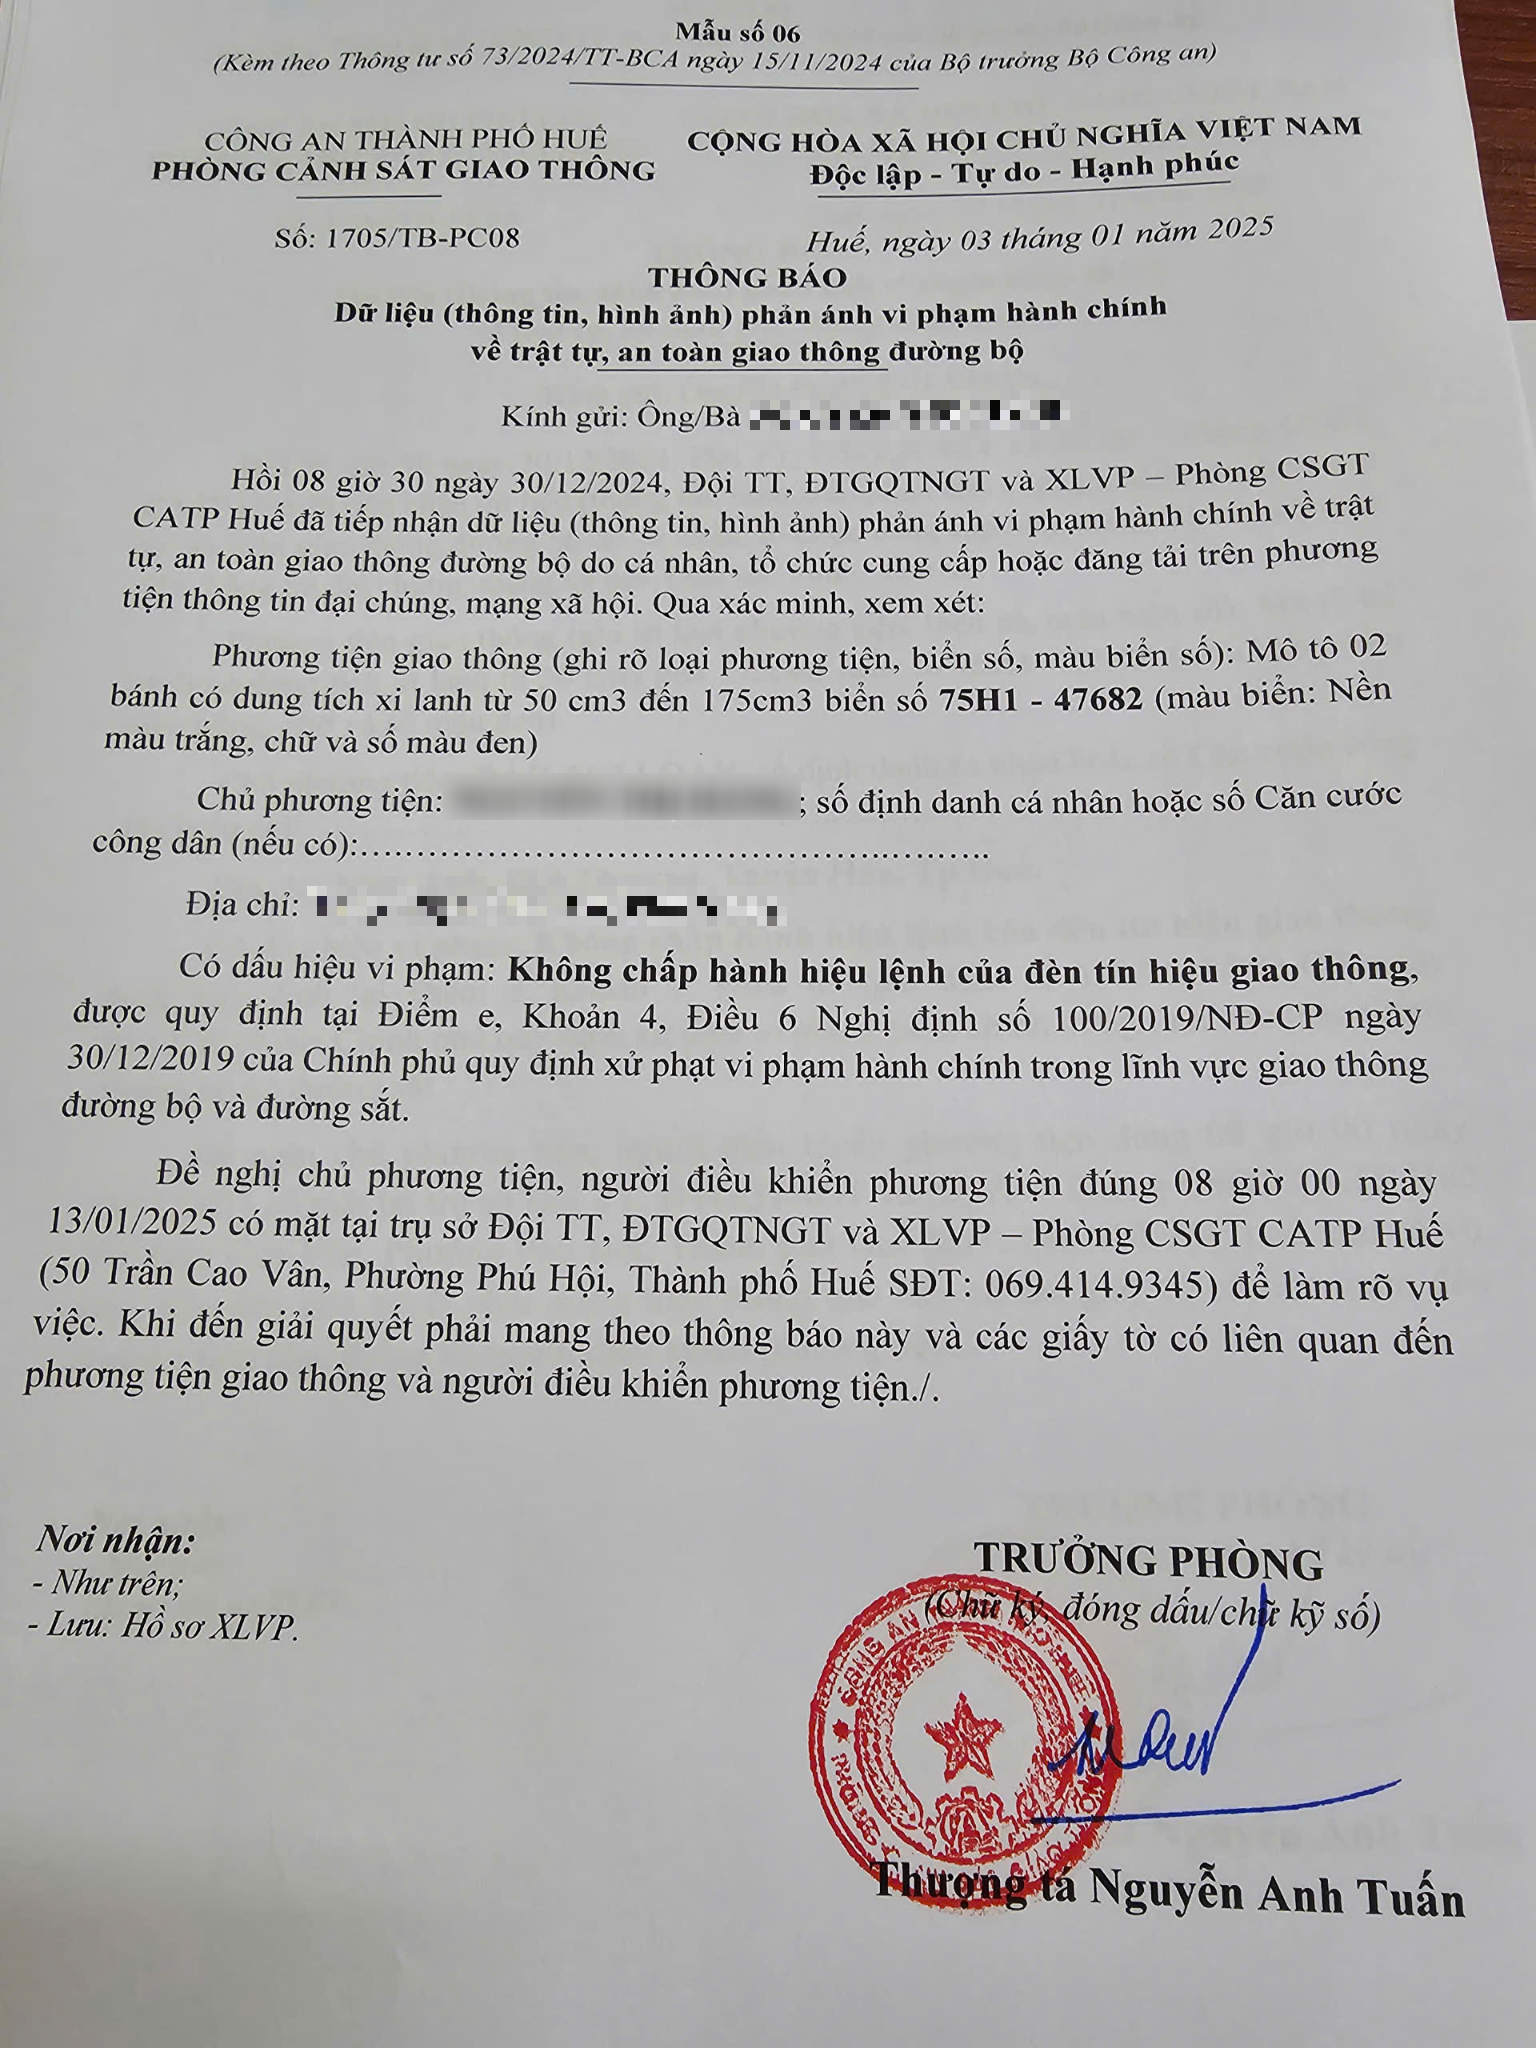 Mẫu số 06
(Kèm theo Thông tư số 73/2024/TT-BCA ngày 15/11/2024 của Bộ trưởng Bộ Công an)
CÔNG AN THÀNH PHỐ HUẾ
PHÒNG CẢNH SÁT GIAO THÔNG
Số: 1705/TB-PC08
CỘNG HÒA XÃ HỘI CHỦ NGHĨA VIỆT NAM
Độc lập - Tự do - Hạnh phúc
Huế, ngày 03 tháng 01 năm 2025
THÔNG BÁO
Dữ liệu (thông tin, hình ảnh) phản ánh vi phạm hành chính
về trật tự, an toàn giao thông đường bộ
Kính gửi: Ông/Bà
Hồi 08 giờ 30 ngày 30/12/2024, Đội TT, ĐTGQTNGT và XLVP – Phòng CSGT
CATP Huế đã tiếp nhận dữ liệu (thông tin, hình ảnh) phản ánh vi phạm hành chính về trật
tự, an toàn giao thông đường bộ do cá nhân, tổ chức cung cấp hoặc đăng tải trên phương
tiện thông tin đại chúng, mạng xã hội. Qua xác minh, xem xét:
Phương tiện giao thông (ghi rõ loại phương tiện, biển số, màu biển số): Mô tô 02
bánh có dung tích xi lanh từ 50 cm3 đến 175cm3 biển số 75H1 - 47682 (màu biển: Nền
màu trắng, chữ và số màu đen)
Chủ phương tiện: ; số định danh cá nhân hoặc số Căn cước
công dân (nếu có):……………………………………………………
Địa chỉ:
Có dấu hiệu vi phạm: Không chấp hành hiệu lệnh của đèn tín hiệu giao thông,
được quy định tại Điểm e, Khoản 4, Điều 6 Nghị định số 100/2019/NĐ-CP ngày
30/12/2019 của Chính phủ quy định xử phạt vi phạm hành chính trong lĩnh vực giao thông
đường bộ và đường sắt.
Đề nghị chủ phương tiện, người điều khiển phương tiện đúng 08 giờ 00 ngày
13/01/2025 có mặt tại trụ sở Đội TT, ĐTGQTNGT và XLVP – Phòng CSGT CATP Huế
(50 Trần Cao Vân, Phường Phú Hội, Thành phố Huế SĐT: 069.414.9345) để làm rõ vụ
việc. Khi đến giải quyết phải mang theo thông báo này và các giấy tờ có liên quan đến
phương tiện giao thông và người điều khiển phương tiện./.
Nơi nhận:
- Như trên;
- Lưu: Hồ sơ XLVP.
TRƯỞNG PHÒNG
(Chữ ký, đóng dấu/chữ kỹ số)
Thượng tá Nguyễn Anh Tuấn